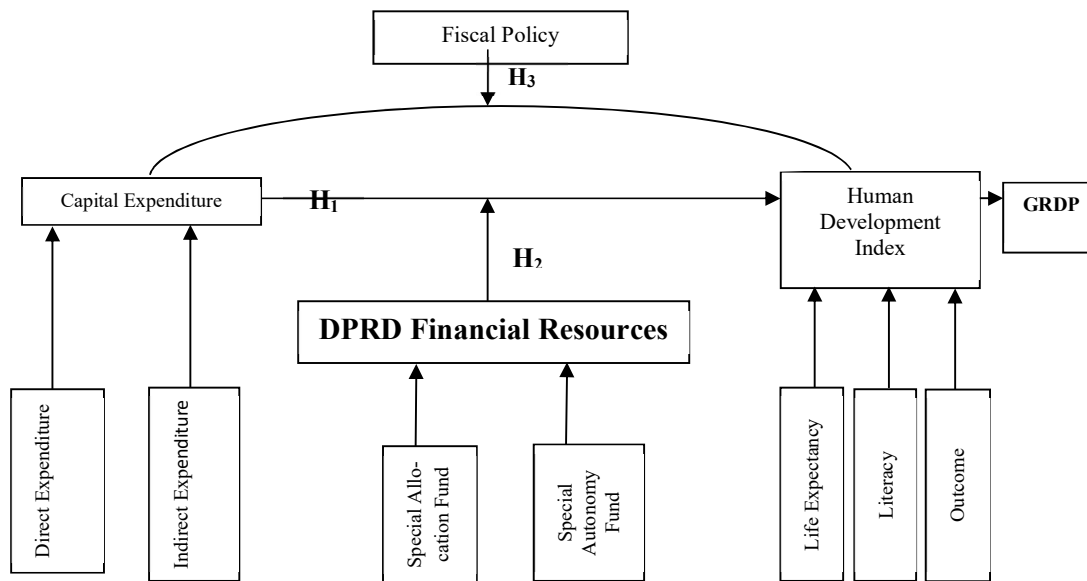 Fiscal Policy
H3
Capital Expenditure
H1
Human
Development
Index
GRDP
H2
DPRD Financial Resources
Direct Expenditure
Indirect Expenditure
Special Allo-
cation Fund
Special
Autonomy
Fund
Life Expectancy
Literacy
Outcome